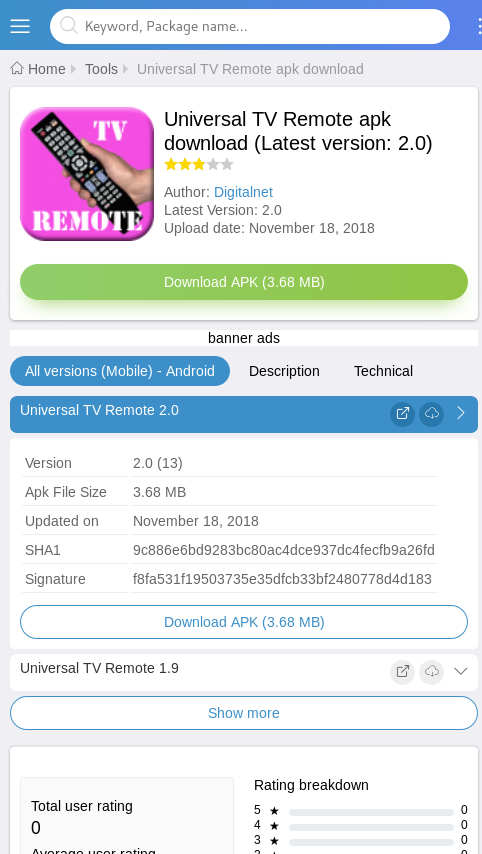 Keyword, Package name...
Home Tools Universal TV Remote apk download
TV
REMOTE
Universal TV Remote apk
download (Latest version: 2.0)
Author: Digitalnet
Latest Version: 2.0
Upload date: November 18, 2018
Download APK (3.68 MB)
banner ads
All versions (Mobile) - Android Description Technical
Universal TV Remote 2.0
Version 2.0 (13)
Apk File Size 3.68 MB
Updated on November 18, 2018
SHA1 9c886e6bd9283bc80ac4dce937dc4fecfb9a26fd
Signature f8fa531f19503735e35dfcb33bf2480778d4d183
Download APK (3.68 MB)
Universal TV Remote 1.9
Show more
Total user rating
0
Average user rating
Rating breakdown
5 ★ 0
4 ★ 0
3 ★ 0